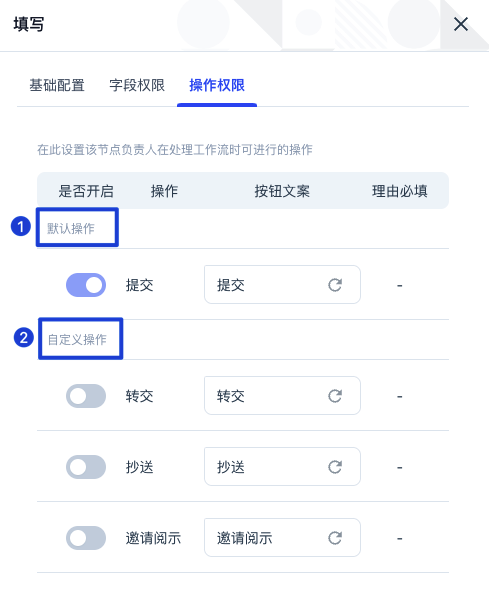 填写
基础配置 字段权限 操作权限
在此设置该节点负责人在处理工作流时可进行的操作
是否开启 操作 按钮文案 理由必填
1 默认操作
提交 提交 -
2 自定义操作
转交 转交 -
抄送 抄送 -
邀请阅示 邀请阅示 -